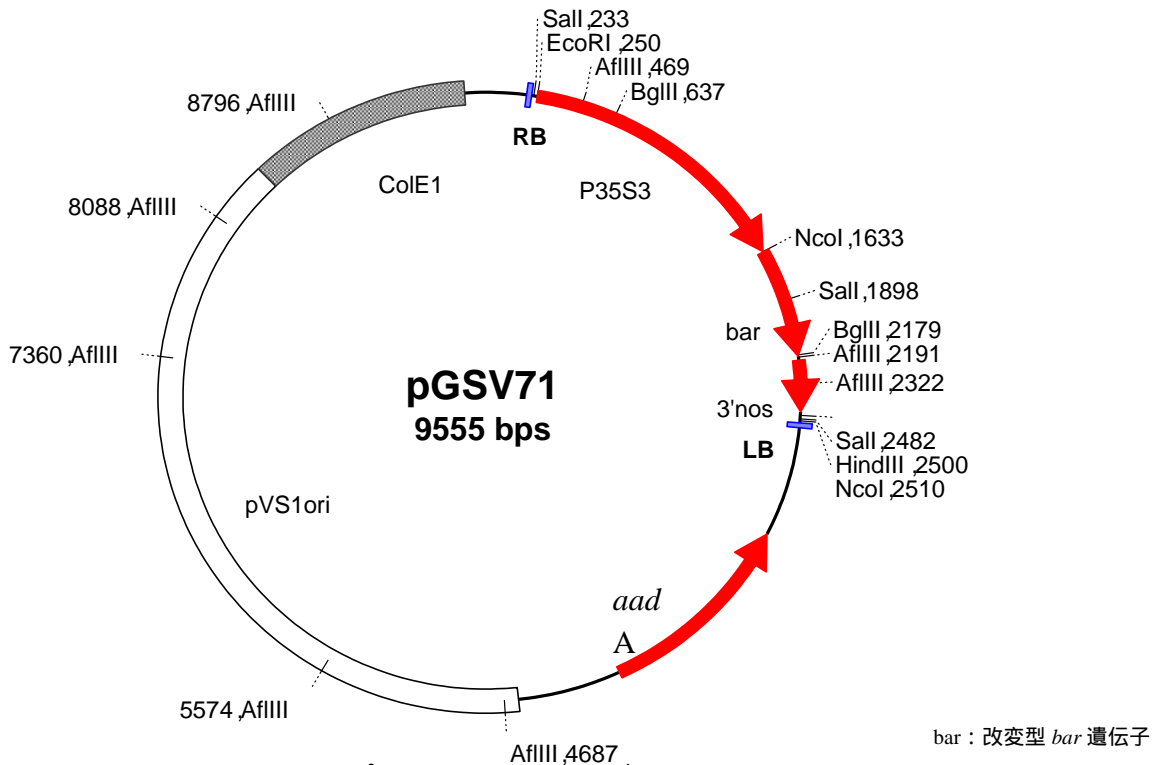 SalI,233
EcoRI,250
AflIII,469
BglII,637
8796,AflIII
RB
ColE1
P35S3
8088,AflIII
NcoI,1633
SalI,1898
bar
BglII,2179
AflIII,2191
7360,AflIII
AflIII,2322
pGSV71
9555 bps
3'nos
LB
SalI,2482
HindIII,2500
NcoI,2510
pVS1ori
aad
A
5574,AflIII
AflIII,4687
bar：改変型 bar 遺伝子